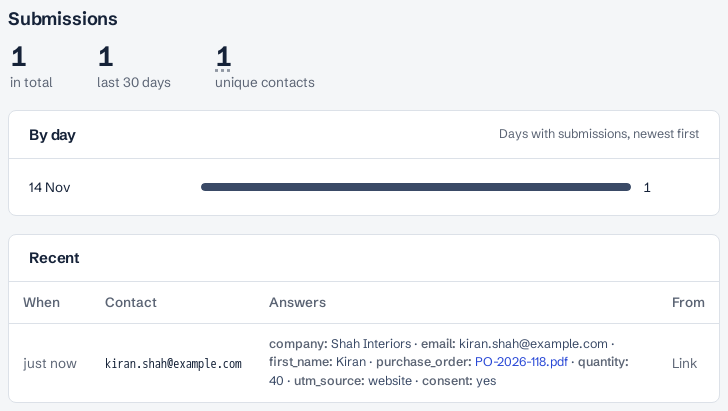 Submissions
1 1 1
in total last 30 days unique contacts
By day Days with submissions, newest first
14 Nov 1
Recent
When Contact Answers From
just now kiran.shah@example.com company: Shah Interiors · email: kiran.shah@example.com · first_name: Kiran · purchase_order: PO-2026-118.pdf · quantity: 40 · utm_source: website · consent: yes Link